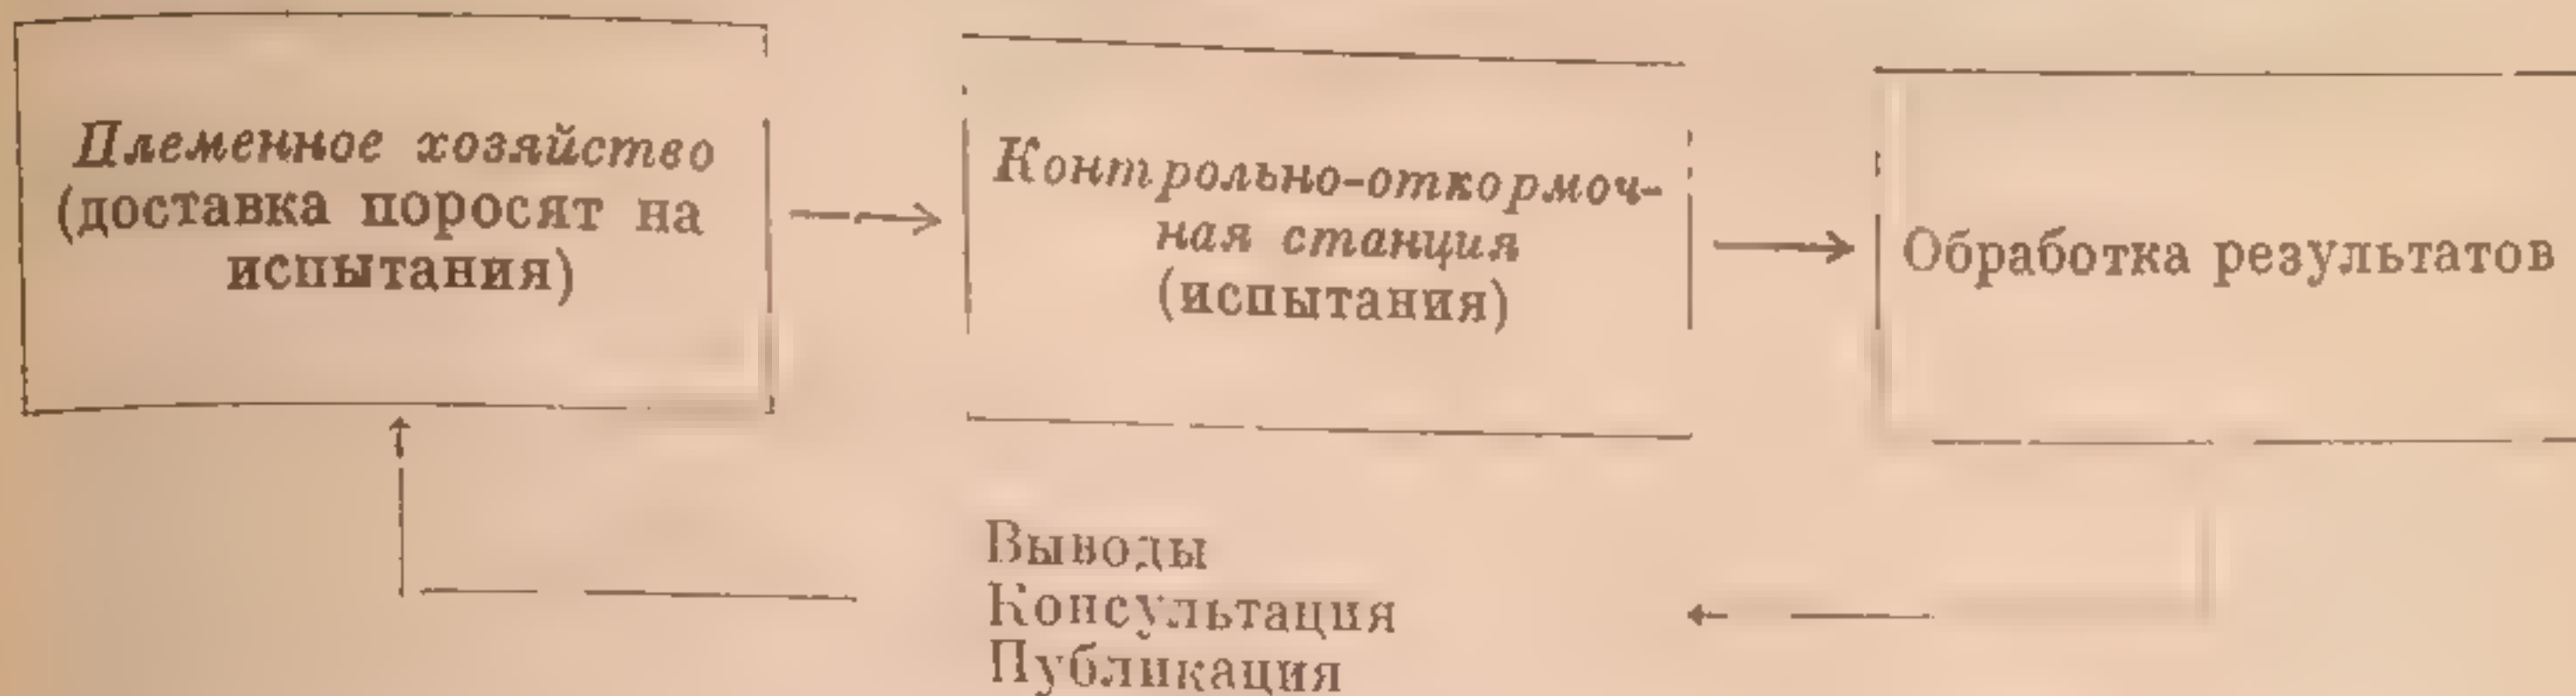 Племенное хозяйство
(доставка поросят на
испытания)
Контрольно-откормоч-
ная станция
(испытания)
Обработка результатов
Выводы
Консультация
Публикация